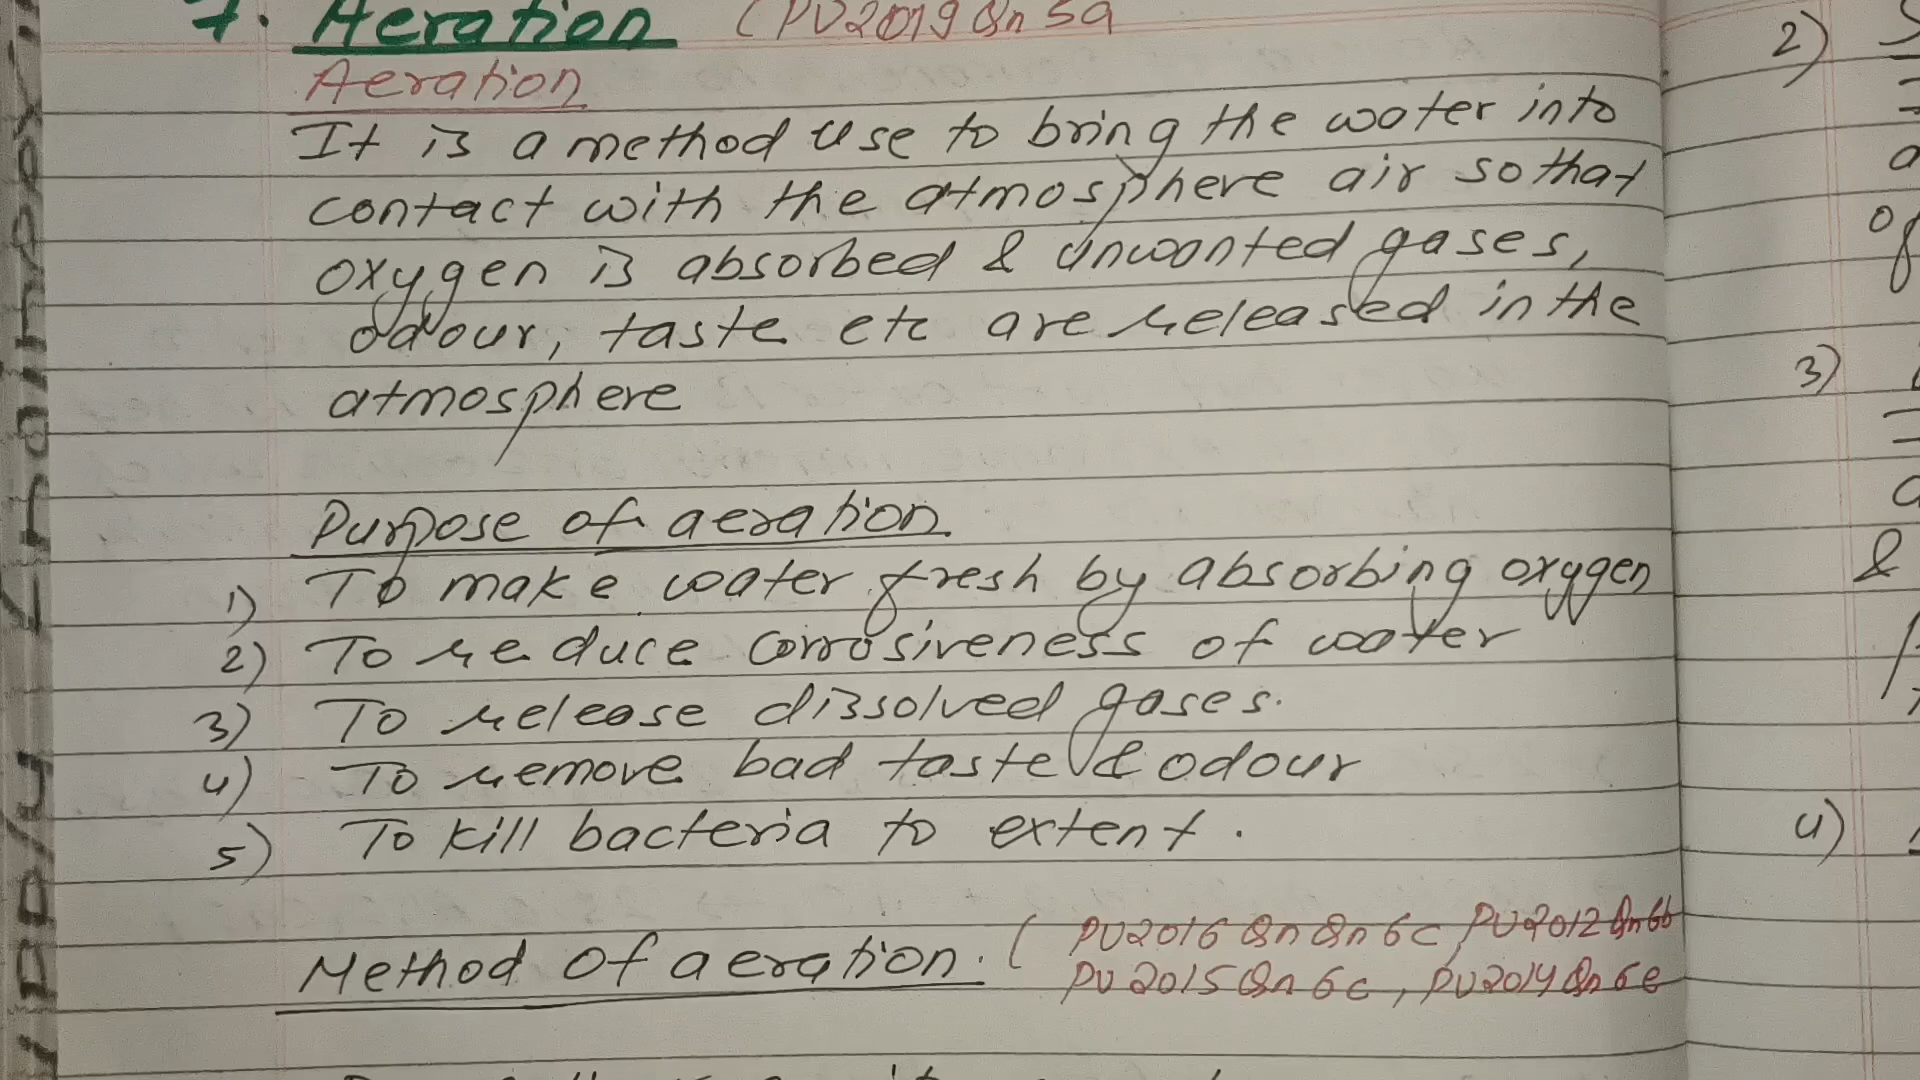 7. Aeration (PU2019 Qn 5a
Aeration
It is a method use to bring the water into
contact with the atmosphere air so that
oxygen is absorbed & unwanted gases,
odour, taste etc are released in the
atmosphere
Purpose of aeration
1) To make water fresh by absorbing oxygen
2) To reduce corrosiveness of water
3) To release dissolved gases.
4) To remove bad taste & odour
5) To kill bacteria to extent.
Method of aeration. ( PU2016 Qn Qn 6c, PU2012 Qn6b
PU 2015 Qn 6c, PU2014 Qn 6e
2)
of
3)
&
4)